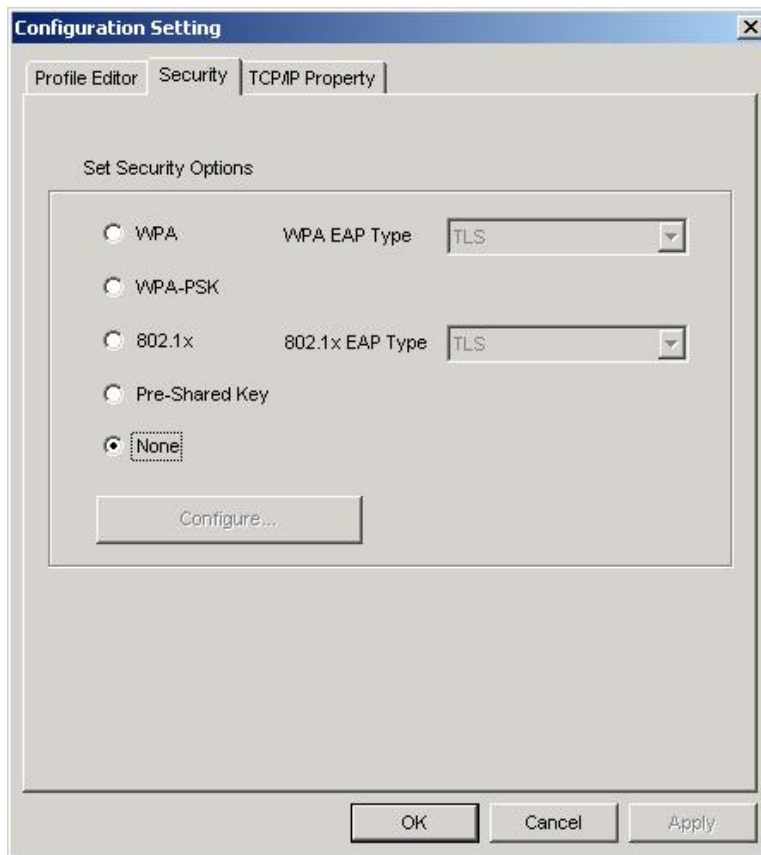 Configuration Setting
Profile Editor Security TCP/IP Property
Set Security Options
WPA WPA EAP Type TLS
WPA-PSK
802.1x 802.1x EAP Type TLS
Pre-Shared Key
None
Configure...
OK Cancel Apply